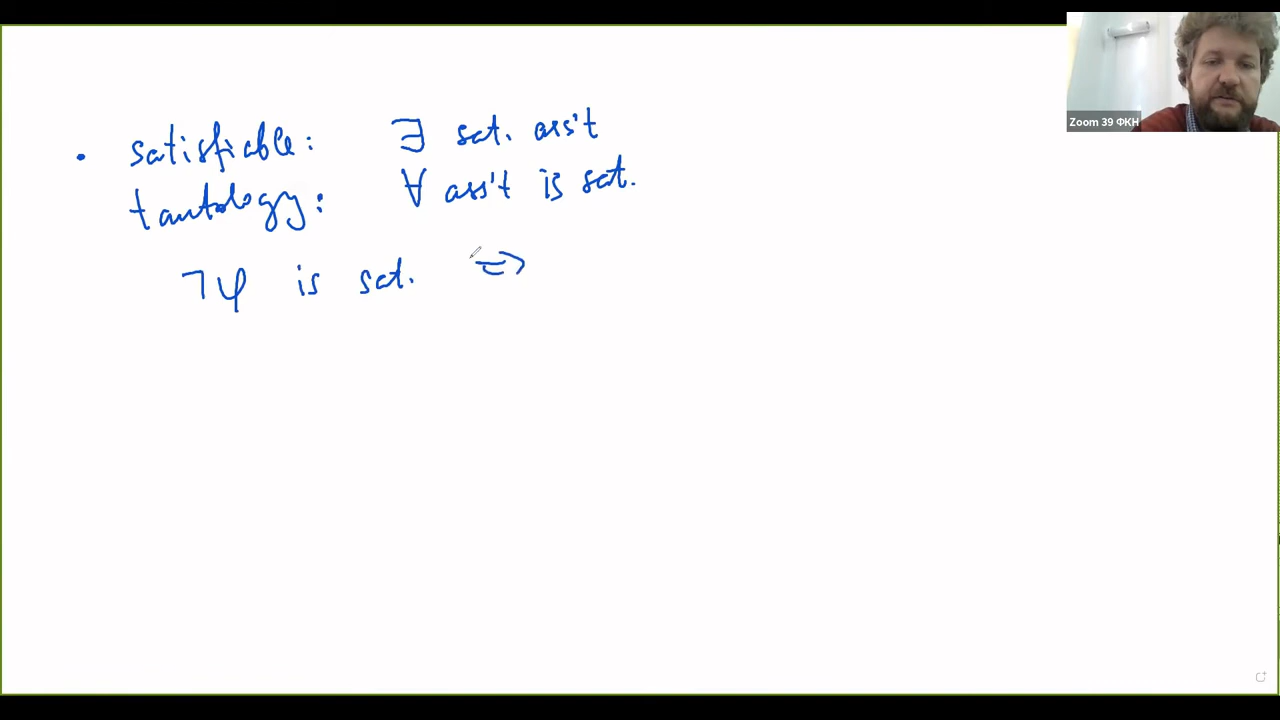 • satisfiable: ∃ sat. ass't
tautology: ∀ ass't is sat.
¬φ is sat. =>
Zoom 39 ФКН